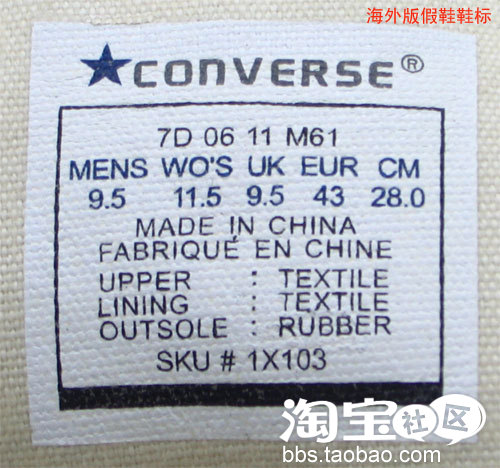 海外版假鞋鞋标
★CONVERSE®
7D 06 11 M61
MENS WO'S UK EUR CM
9.5 11.5 9.5 43 28.0
MADE IN CHINA
FABRIQUÉ EN CHINE
UPPER : TEXTILE
LINING : TEXTILE
OUTSOLE : RUBBER
SKU # 1X103
淘宝社区
bbs.taobao.com